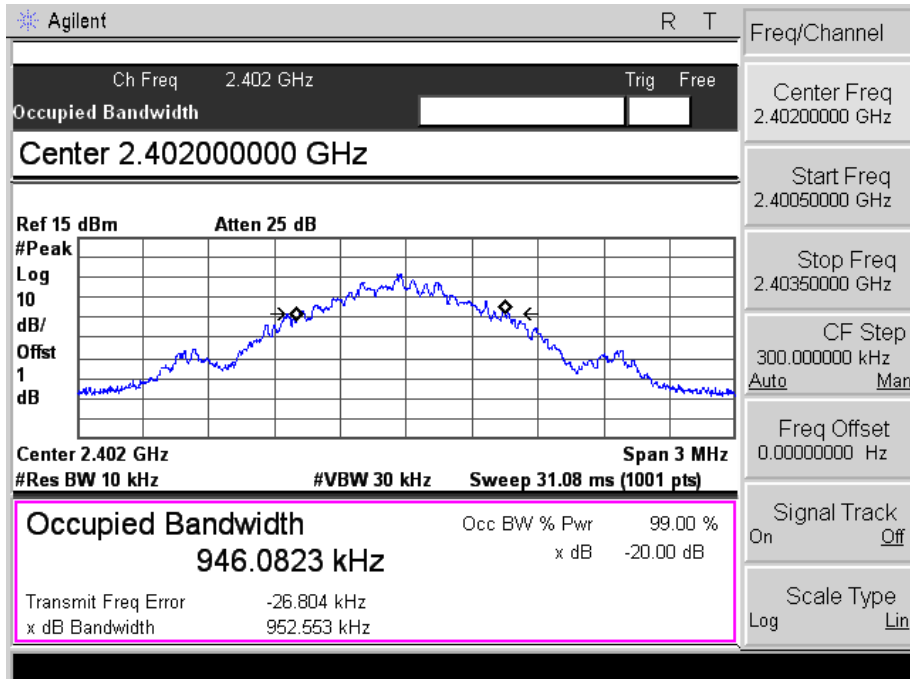 Agilent R T
Ch Freq 2.402 GHz Trig Free
Occupied Bandwidth
Center 2.402000000 GHz
Ref 15 dBm Atten 25 dB
#Peak
Log
10
dB/
Offst
1
dB
Center 2.402 GHz Span 3 MHz
#Res BW 10 kHz #VBW 30 kHz Sweep 31.08 ms (1001 pts)
Occupied Bandwidth Occ BW % Pwr 99.00 %
946.0823 kHz x dB -20.00 dB
Transmit Freq Error -26.804 kHz
x dB Bandwidth 952.553 kHz
Freq/Channel
Center Freq
2.40200000 GHz
Start Freq
2.40050000 GHz
Stop Freq
2.40350000 GHz
CF Step
300.000000 kHz
Auto Man
Freq Offset
0.00000000 Hz
Signal Track
On Off
Scale Type
Log Lin